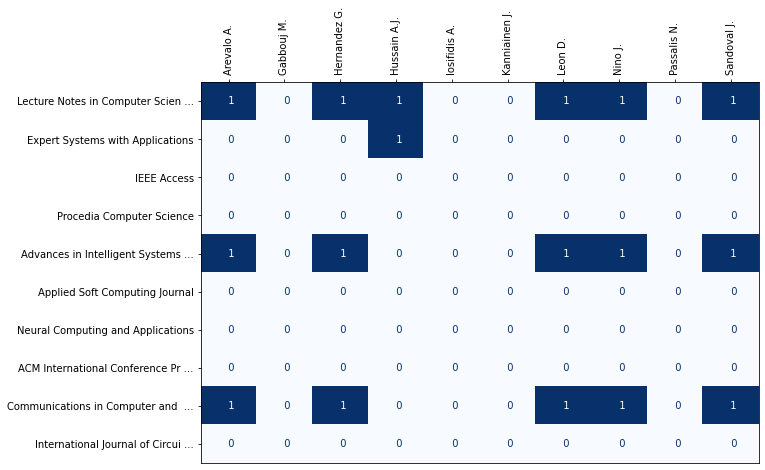 Arevalo A.
Gabbouj M.
Hernandez G.
Hussain A.J.
Iosifidis A.
Kanniainen J.
Leon D.
Nino J.
Passalis N.
Sandoval J.
Lecture Notes in Computer Scien ... 1 0 1 1 0 0 1 1 0 1
Expert Systems with Applications 0 0 0 1 0 0 0 0 0 0
IEEE Access 0 0 0 0 0 0 0 0 0 0
Procedia Computer Science 0 0 0 0 0 0 0 0 0 0
Advances in Intelligent Systems ... 1 0 1 0 0 0 1 1 0 1
Applied Soft Computing Journal 0 0 0 0 0 0 0 0 0 0
Neural Computing and Applications 0 0 0 0 0 0 0 0 0 0
ACM International Conference Pr ... 0 0 0 0 0 0 0 0 0 0
Communications in Computer and ... 1 0 1 0 0 0 1 1 0 1
International Journal of Circui ... 0 0 0 0 0 0 0 0 0 0